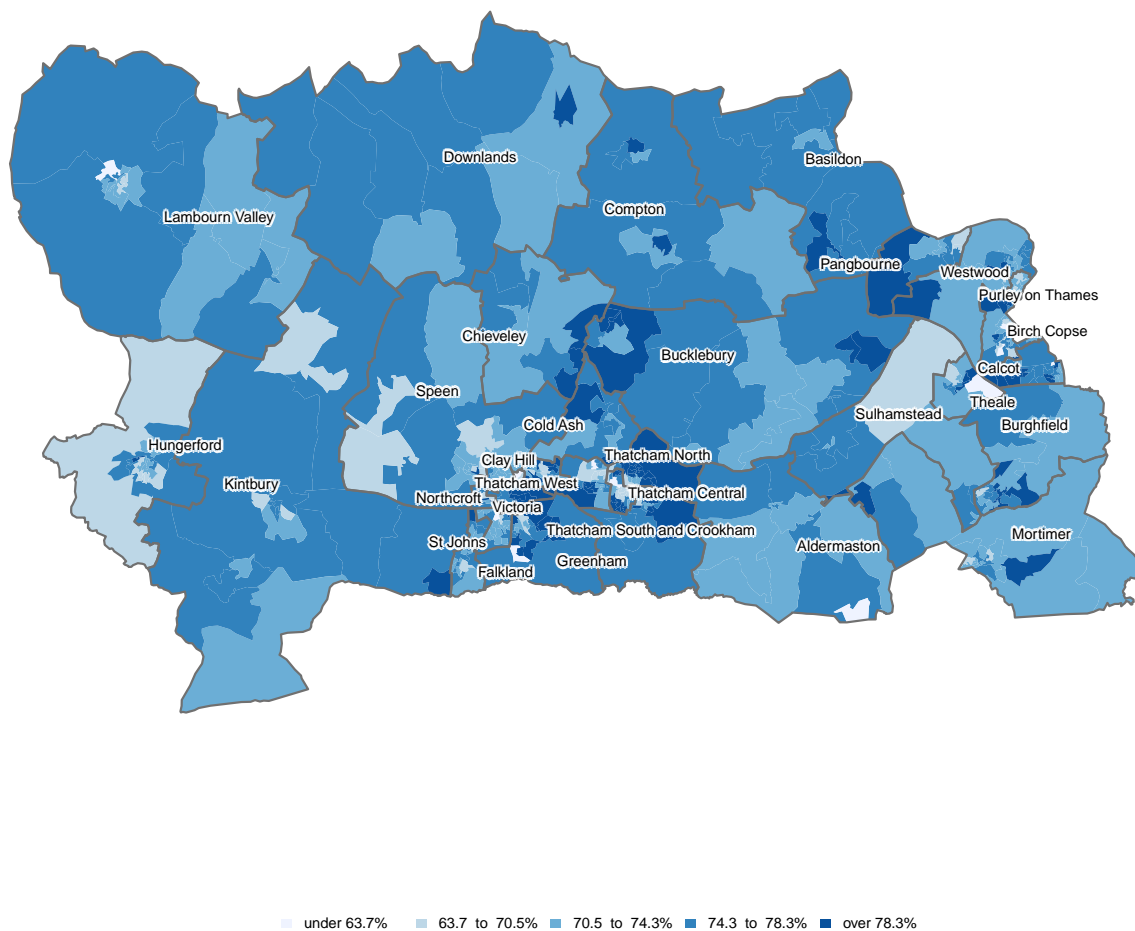 Downlands
Basildon
Compton
Lambourn Valley
Pangbourne
Westwood
Purley on Thames
Birch Copse
Chieveley
Bucklebury
Calcot
Speen
Theale
Sulhamstead
Cold Ash
Burghfield
Hungerford
Thatcham North
Clay Hill
Kintbury
Thatcham West
Thatcham Central
Northcroft
Victoria
Thatcham South and Crookham
Mortimer
St Johns
Aldermaston
Greenham
Falkland
under 63.7% 63.7 to 70.5% 70.5 to 74.3% 74.3 to 78.3% over 78.3%